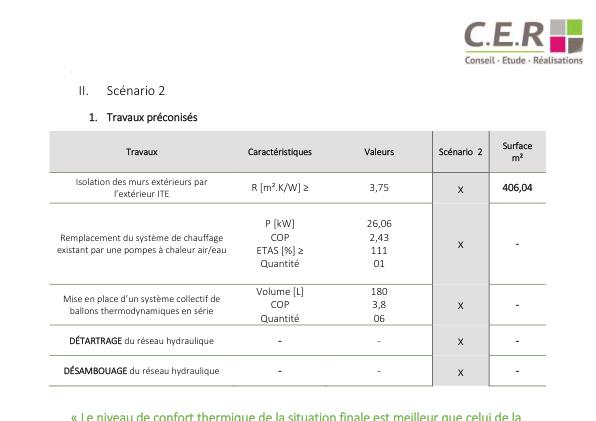 C.E.R
Conseil - Etude - Réalisations
II. Scénario 2
1. Travaux préconisés
Travaux Caractéristiques Valeurs Scénario 2 Surface m²
Isolation des murs extérieurs par
l'extérieur ITE
R [m².K/W] ≥ 3,75 X 406,04
Remplacement du système de chauffage
existant par une pompes à chaleur air/eau
P [kW] 26,06
COP 2,43
ETAS [%] ≥ 111
Quantité 01
X -
Mise en place d'un système collectif de
ballons thermodynamiques en série
Volume [L] 180
COP 3,8
Quantité 06
X -
DÉTARTRAGE du réseau hydraulique - - X -
DÉSAMBOUAGE du réseau hydraulique - - X -
« Le niveau de confort thermique de la situation finale est meilleur que celui de la